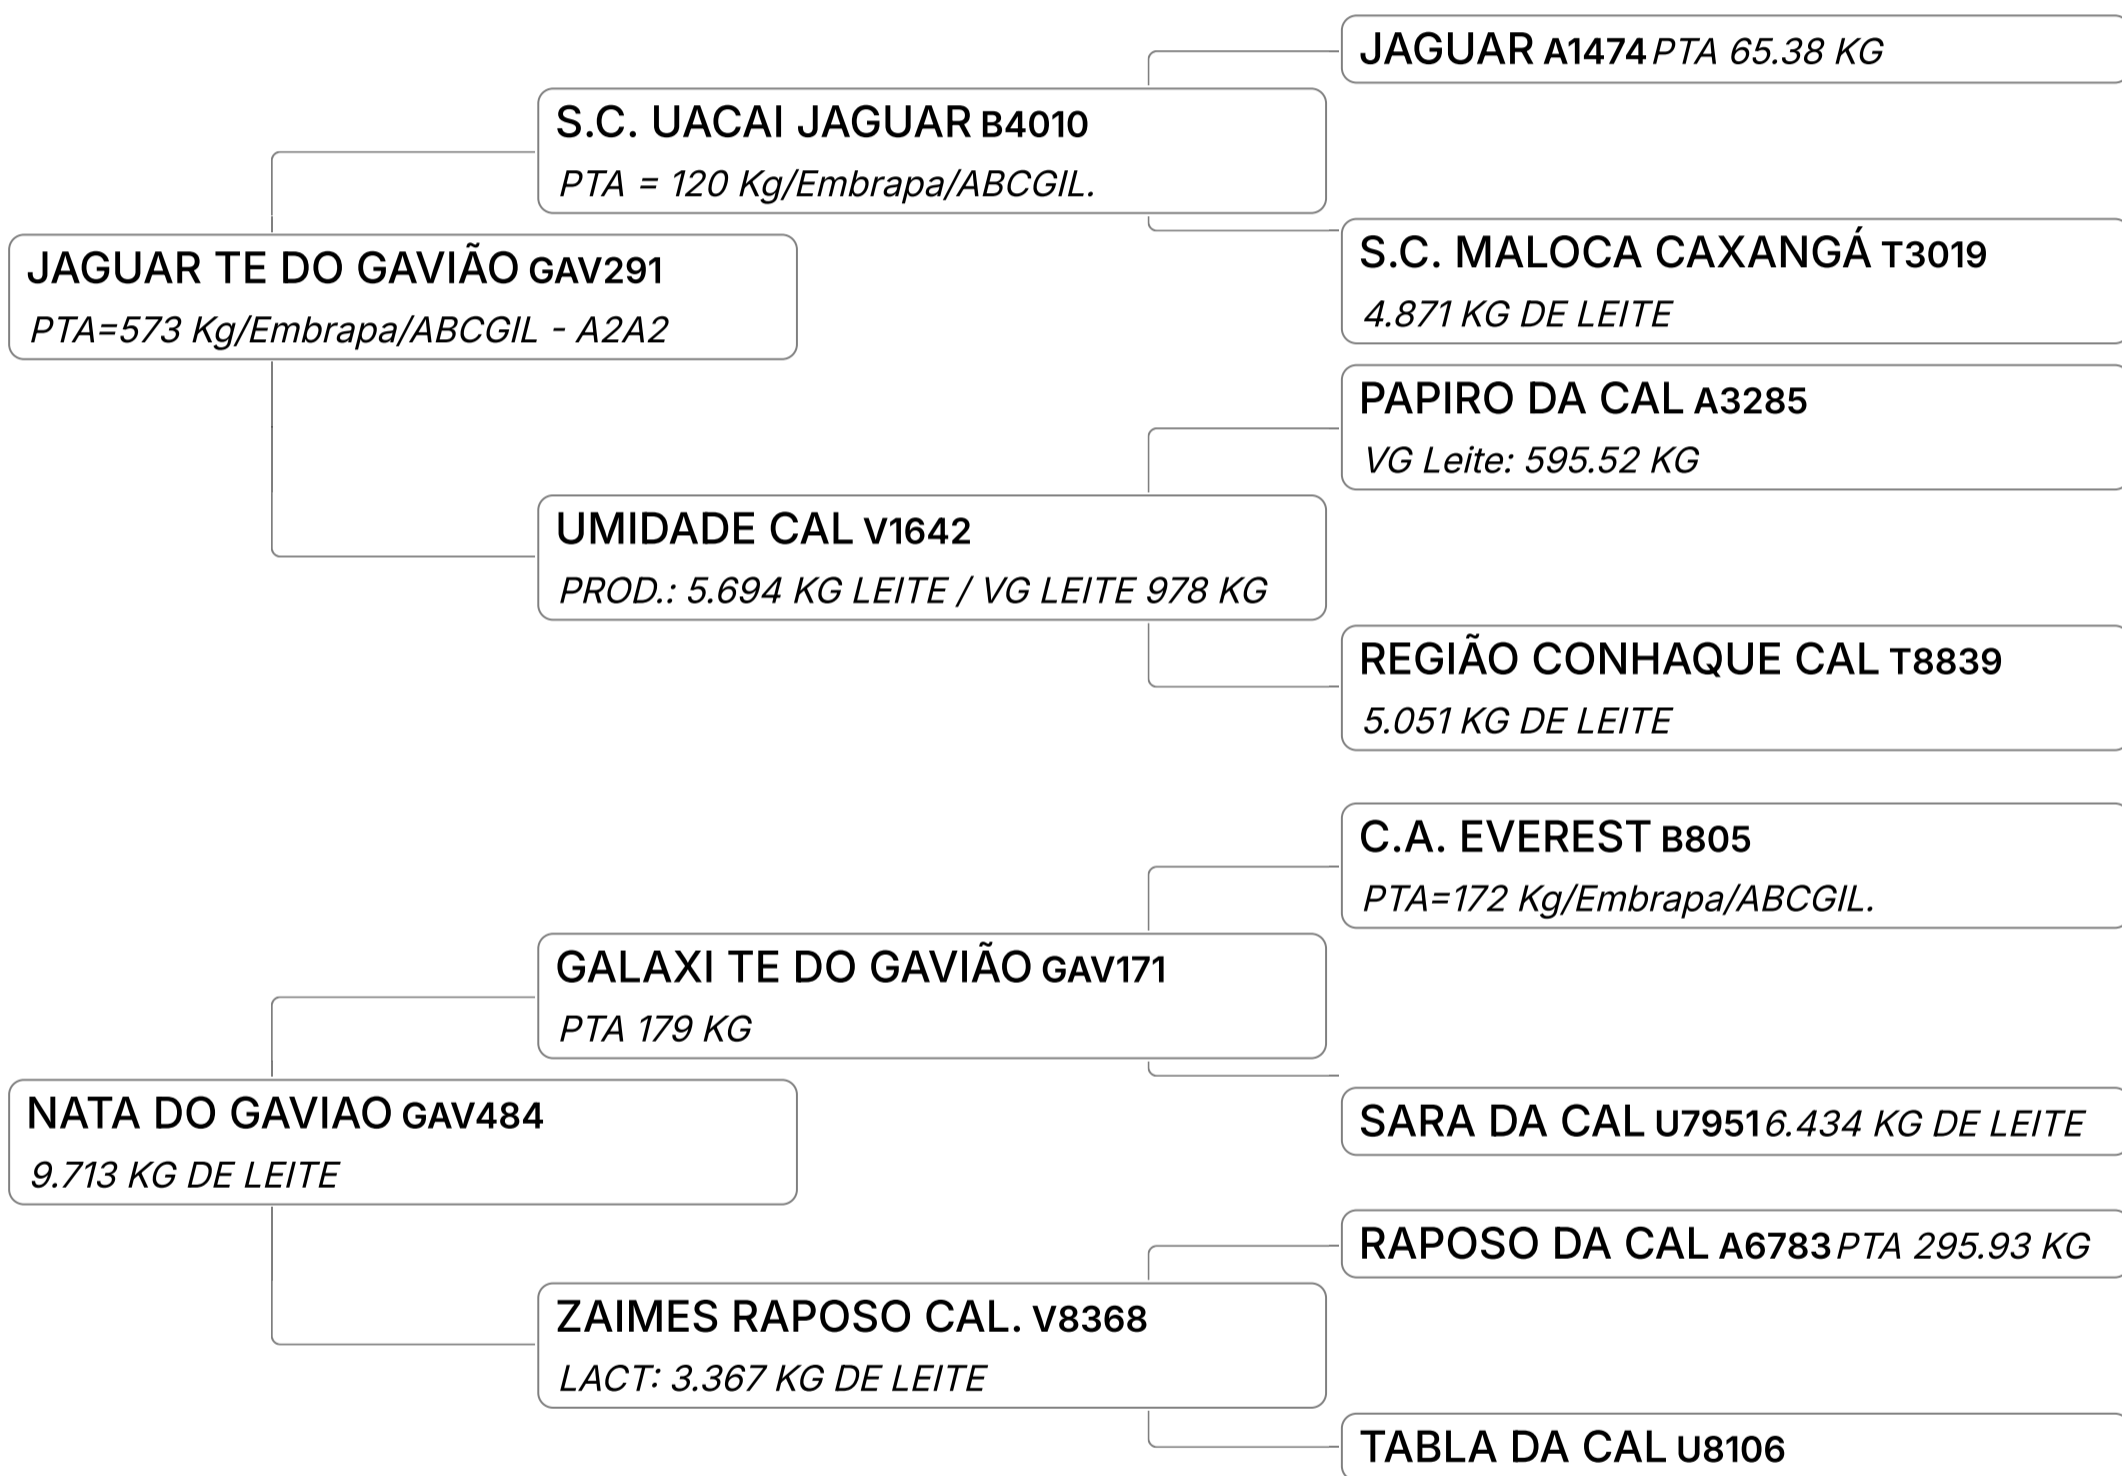 JAGUAR A1474 PTA 65.38 KG
S.C. UACAI JAGUAR B4010
PTA = 120 Kg/Embrapa/ABCGIL.
S.C. MALOCA CAXANGÁ T3019
4.871 KG DE LEITE
JAGUAR TE DO GAVIÃO GAV291
PTA=573 Kg/Embrapa/ABCGIL - A2A2
PAPIRO DA CAL A3285
VG Leite: 595.52 KG
UMIDADE CAL V1642
PROD.: 5.694 KG LEITE / VG LEITE 978 KG
REGIÃO CONHAQUE CAL T8839
5.051 KG DE LEITE
C.A. EVEREST B805
PTA=172 Kg/Embrapa/ABCGIL.
GALAXI TE DO GAVIÃO GAV171
PTA 179 KG
SARA DA CAL U7951 6.434 KG DE LEITE
NATA DO GAVIAO GAV484
9.713 KG DE LEITE
RAPOSO DA CAL A6783 PTA 295.93 KG
ZAIMES RAPOSO CAL. V8368
LACT: 3.367 KG DE LEITE
TABLA DA CAL U8106